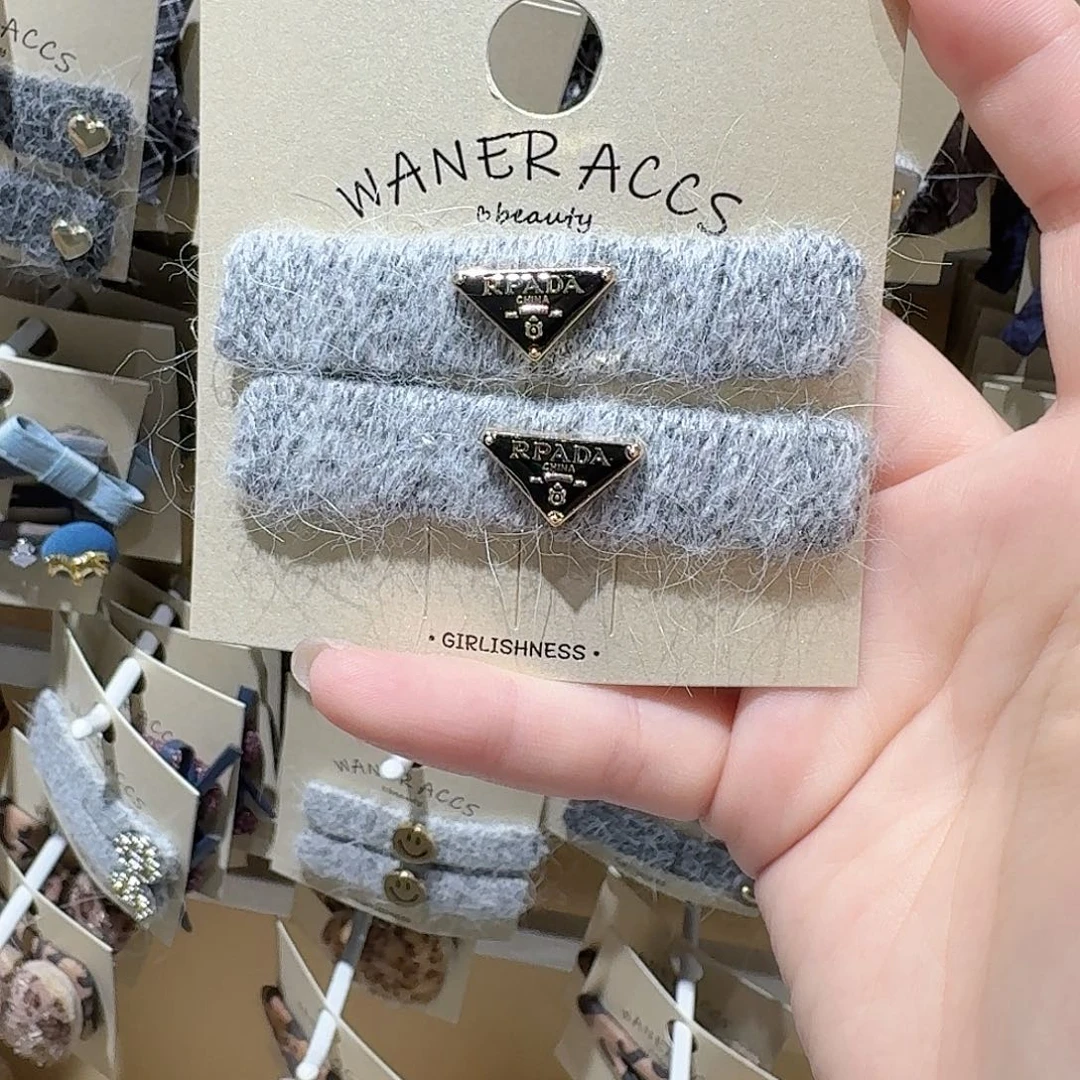 ACCS
WANER ACCS
beauty
RPADA
CHINA
RPADA
CHINA
• GIRLISHNESS •
WANER ACCS